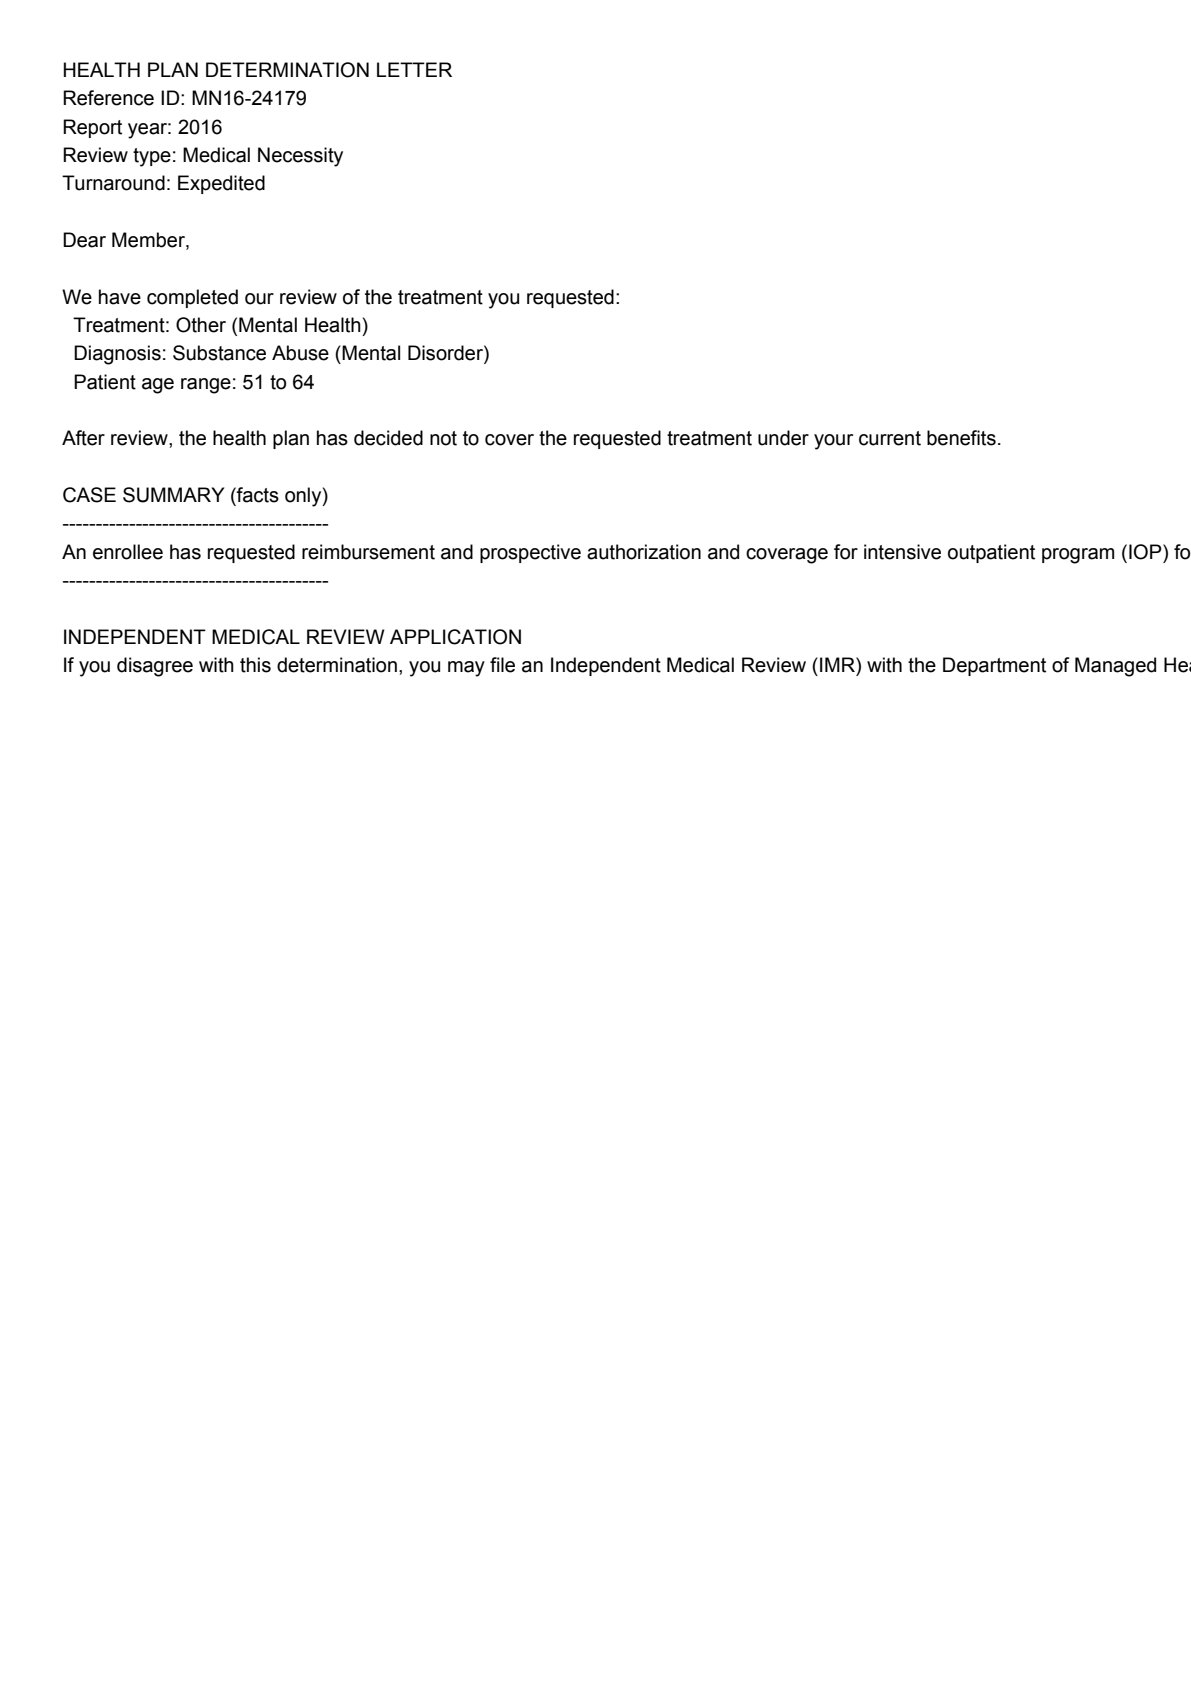 HEALTH PLAN DETERMINATION LETTER
Reference ID: MN16-24179
Report year: 2016
Review type: Medical Necessity
Turnaround: Expedited
Dear Member,
We have completed our review of the treatment you requested:
Treatment: Other (Mental Health)
Diagnosis: Substance Abuse (Mental Disorder)
Patient age range: 51 to 64
After review, the health plan has decided not to cover the requested treatment under your current benefits.
CASE SUMMARY (facts only)
----------------------------------------
An enrollee has requested reimbursement and prospective authorization and coverage for intensive outpatient program (IOP)
----------------------------------------
INDEPENDENT MEDICAL REVIEW APPLICATION
If you disagree with this determination, you may file an Independent Medical Review (IMR) with the Department of Managed